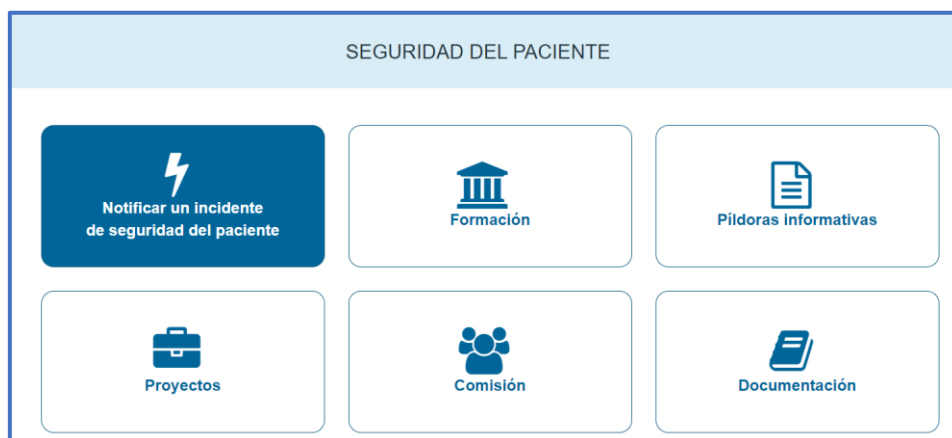 SEGURIDAD DEL PACIENTE
Notificar un incidente
de seguridad del paciente
Formación
Píldoras informativas
Proyectos
Comisión
Documentación